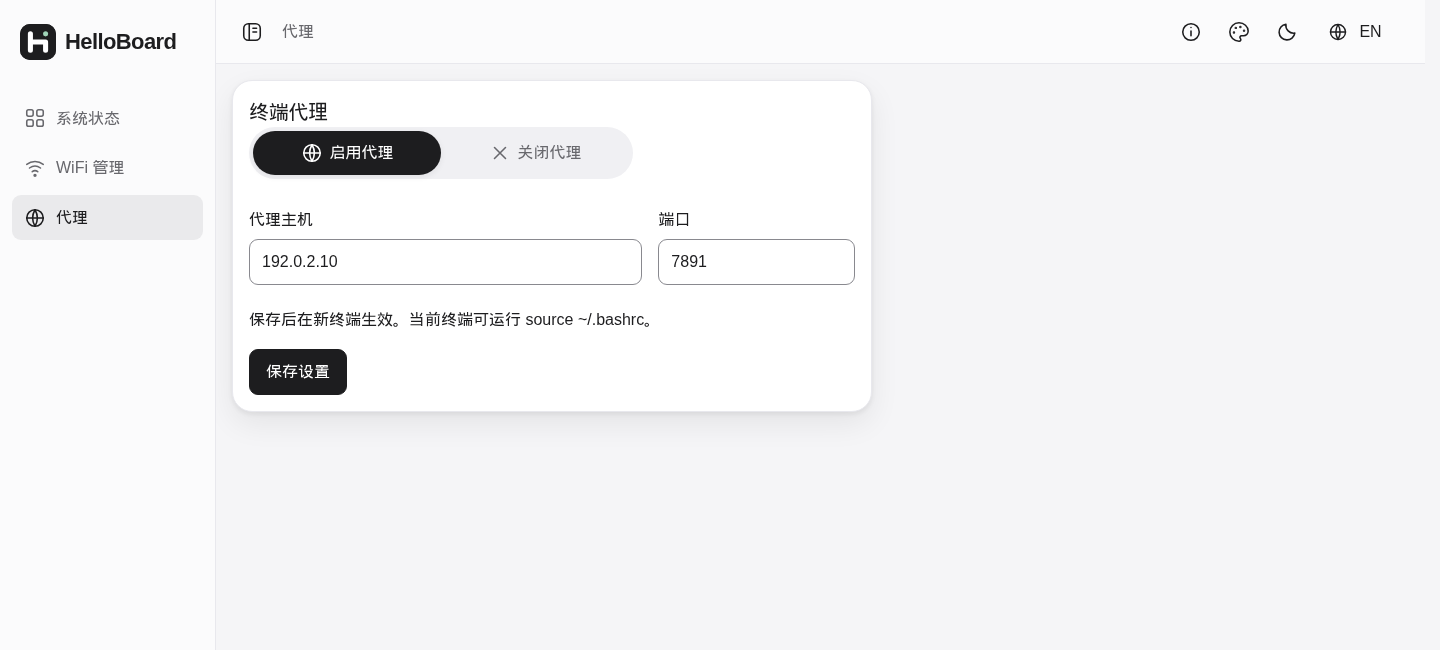 HelloBoard
系统状态
WiFi 管理
代理
代理
EN
终端代理
启用代理
关闭代理
代理主机
端口
192.0.2.10
7891
保存后在新终端生效。当前终端可运行 source ~/.bashrc。
保存设置